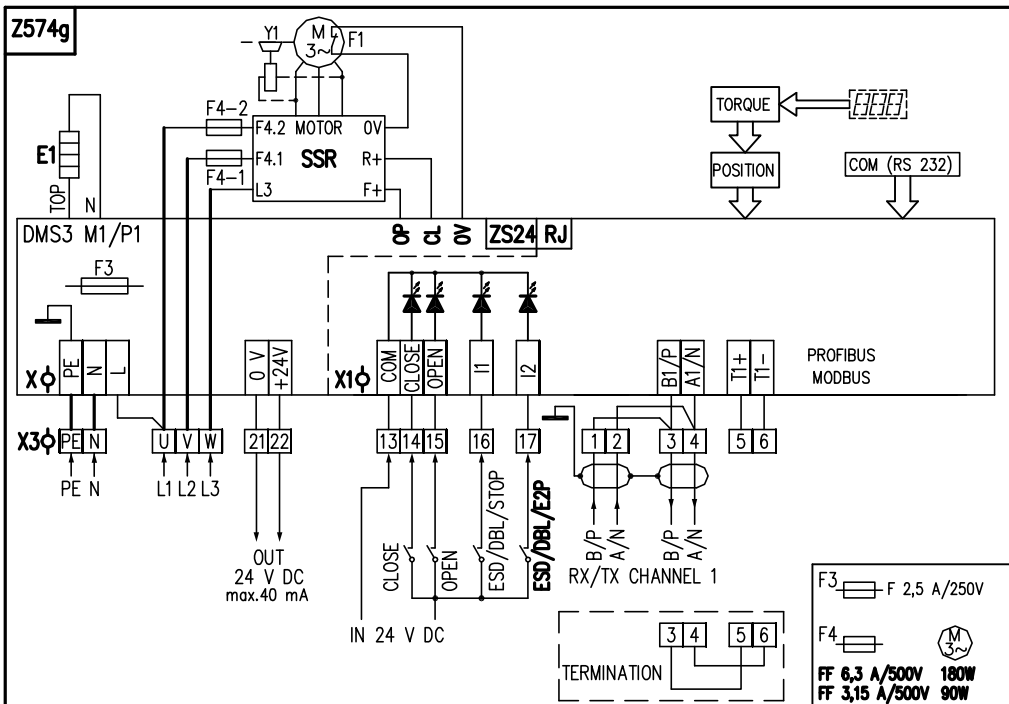 Z574g
Y1
M
3~
F1
F4-2
F4.2 MOTOR 0V
E1
SSR
F4.1
R+
F4-1
L3
F+
TOP
N
TORQUE
POSITION
COM (RS 232)
DMS3 M1/P1
OP
CL
0V
ZS24
RJ
F3
X
PE
N
L
0 V
+24V
X1
COM
CLOSE
OPEN
I1
I2
B1/P
A1/N
T1+
T1-
PROFIBUS
MODBUS
X3
PE N
U V W
21 22
13 14 15
16
17
1 2
3 4
5 6
PE N
L1 L2 L3
OUT
24 V DC
max.40 mA
CLOSE
OPEN
ESD/DBL/STOP
ESD/DBL/E2P
B/P
A/N
B/P
A/N
RX/TX CHANNEL 1
IN 24 V DC
TERMINATION
3 4
5 6
F3
F 2,5 A/250V
F4
M
3~
FF 6,3 A/500V 180W
FF 3,15 A/500V 90W